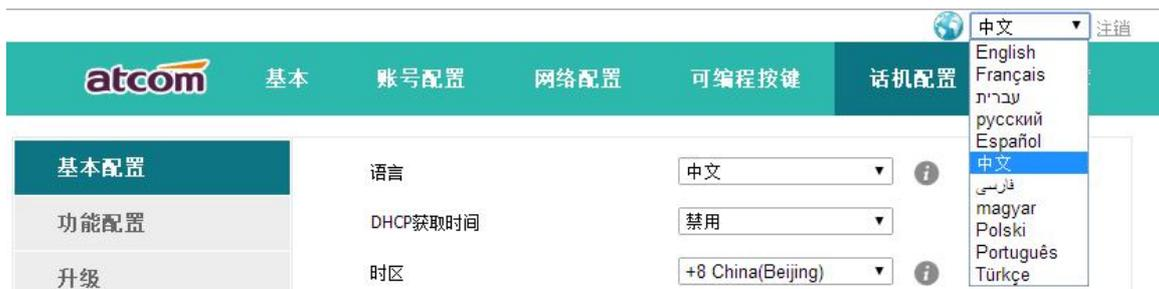 中文 注销
atcom 基本 账号配置 网络配置 可编程按键 话机配置
English
Français
עברית
русский
Español
中文
فارسی
magyar
Polski
Português
Türkçe
基本配置
功能配置
升级
语言 中文
DHCP获取时间 禁用
时区 +8 China(Beijing)